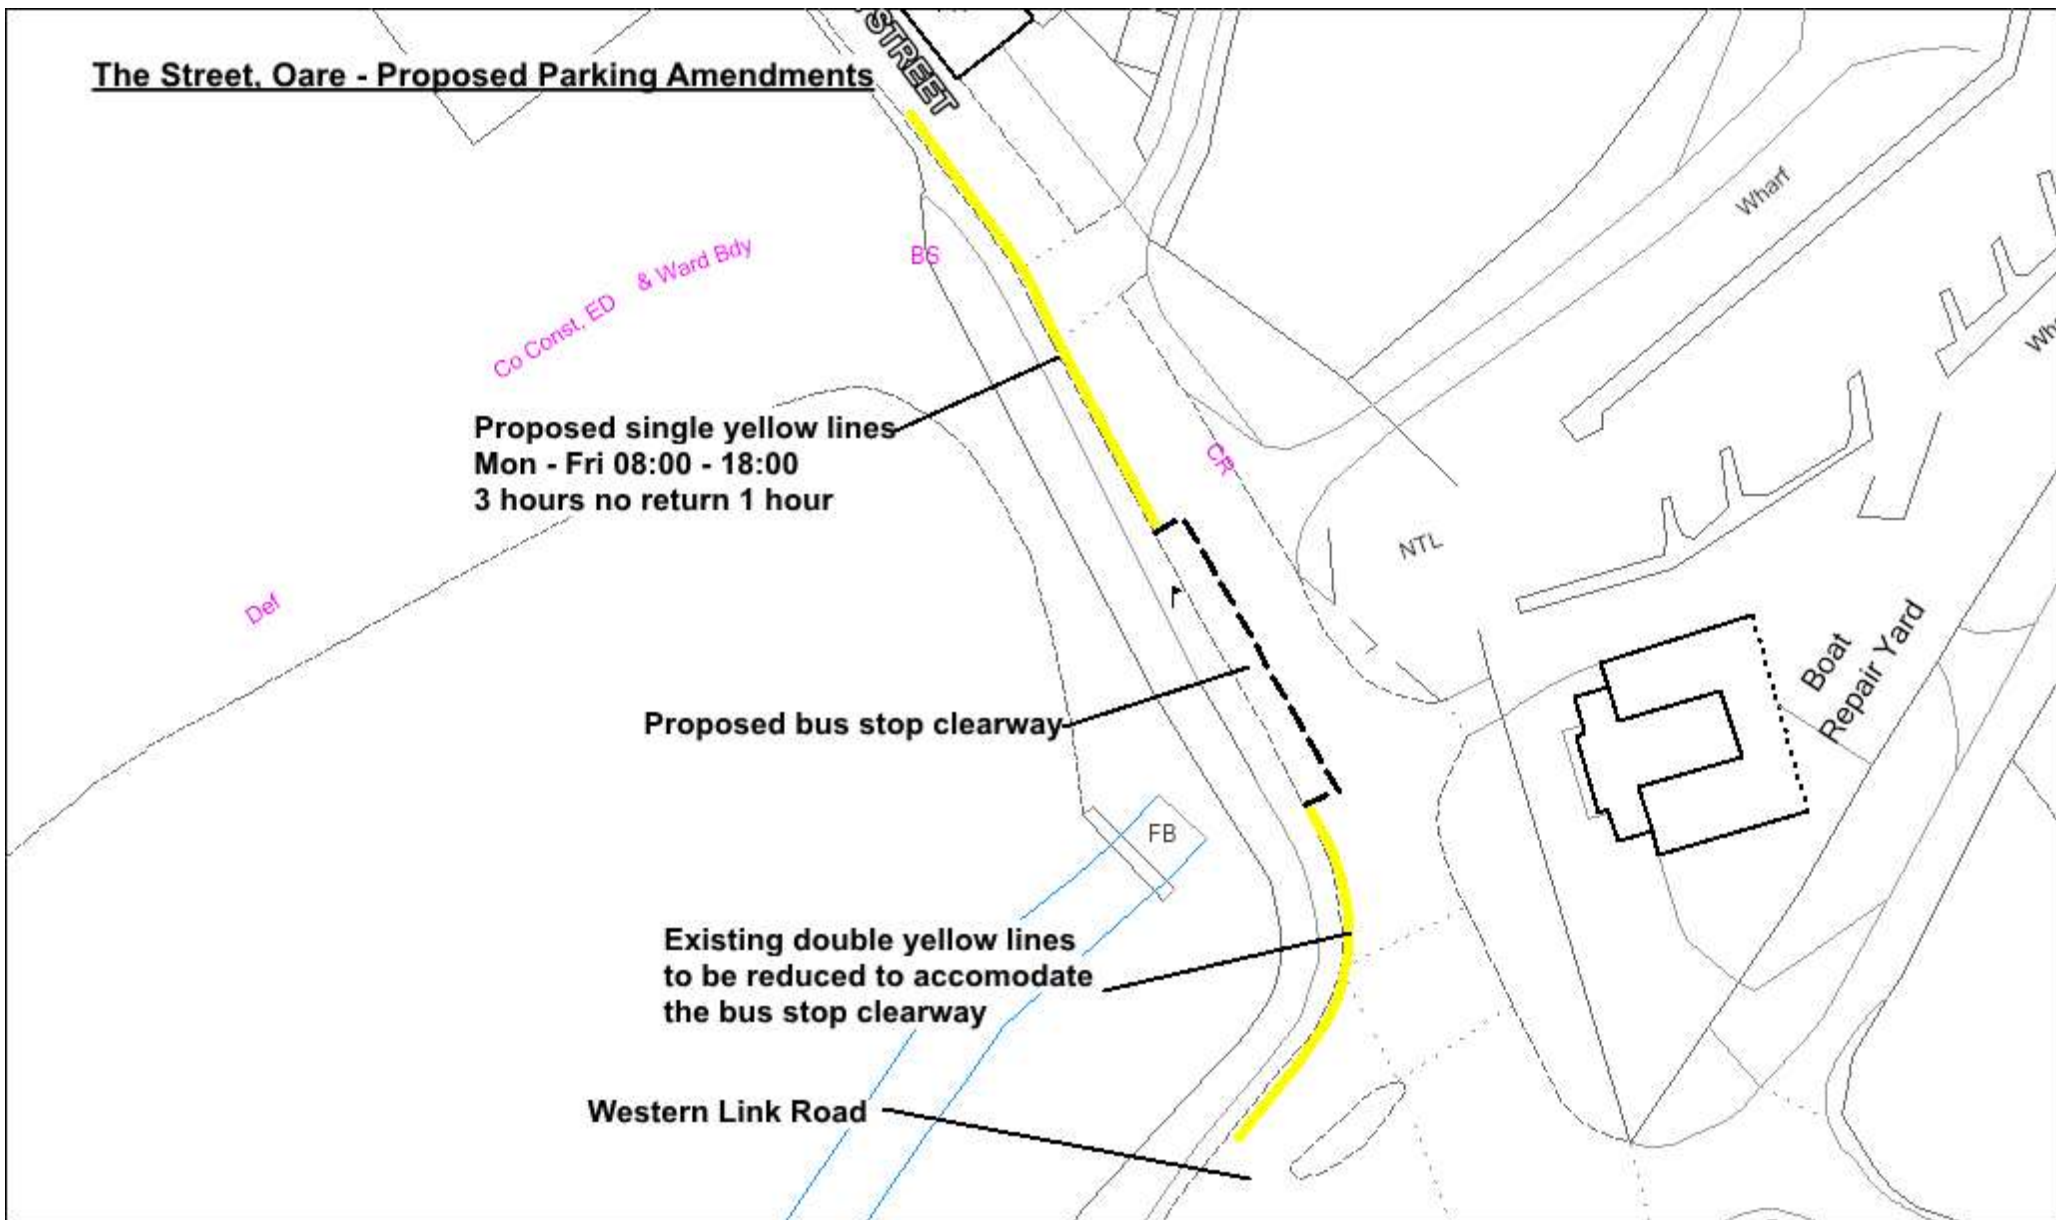 STREET
The Street, Oare - Proposed Parking Amendments
Wharf
BS
Co Const, ED & Ward Bdy
Proposed single yellow lines
Mon - Fri 08:00 - 18:00
3 hours no return 1 hour
CR
NTL
Def
Boat
Repair Yard
Proposed bus stop clearway
FB
Existing double yellow lines
to be reduced to accomodate
the bus stop clearway
Western Link Road